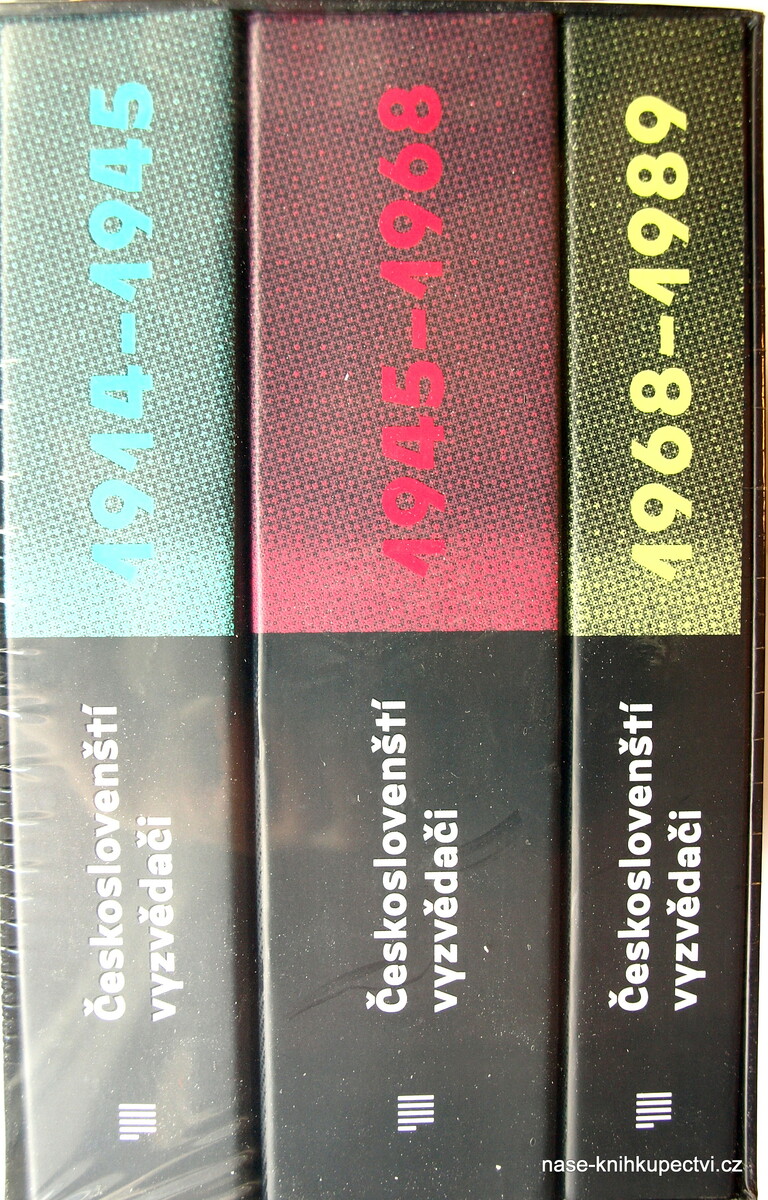 1914–1945
Českoslovenští
vyzvědači
1945–1968
Českoslovenští
vyzvědači
1968–1989
Českoslovenští
vyzvědači
nase-knihkupectvi.cz